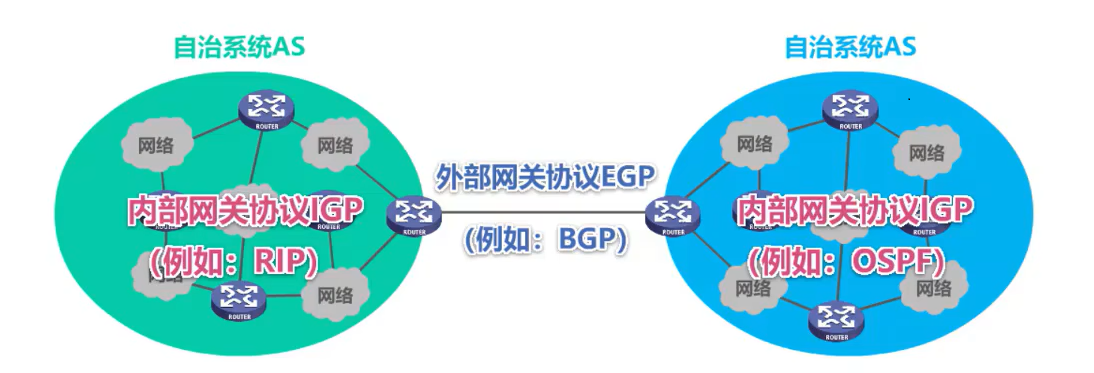 自治系统AS
自治系统AS
ROUTER
ROUTER
网络
网络
网络
网络
外部网关协议EGP
内部网关协议IGP
内部网关协议IGP
ROUTER
ROUTER
ROUTER
ROUTER
(例如：RIP)
(例如：BGP)
(例如：OSPF)
网络
网络
网络
网络
ROUTER
ROUTER